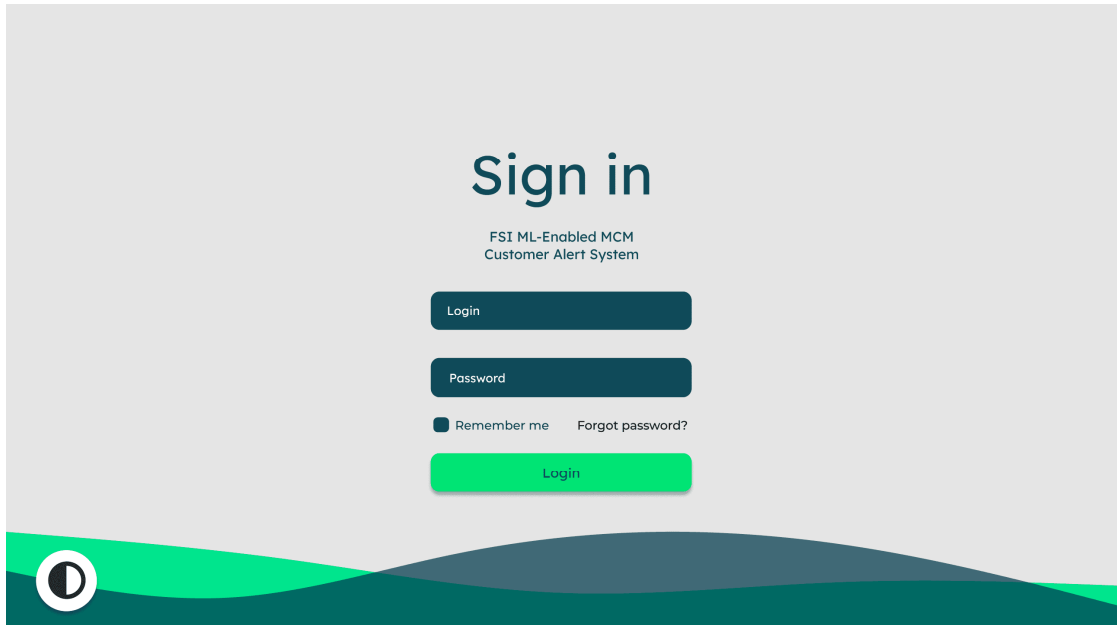 Sign in
FSI ML-Enabled MCM
Customer Alert System
Login
Password
Remember me Forgot password?
Login